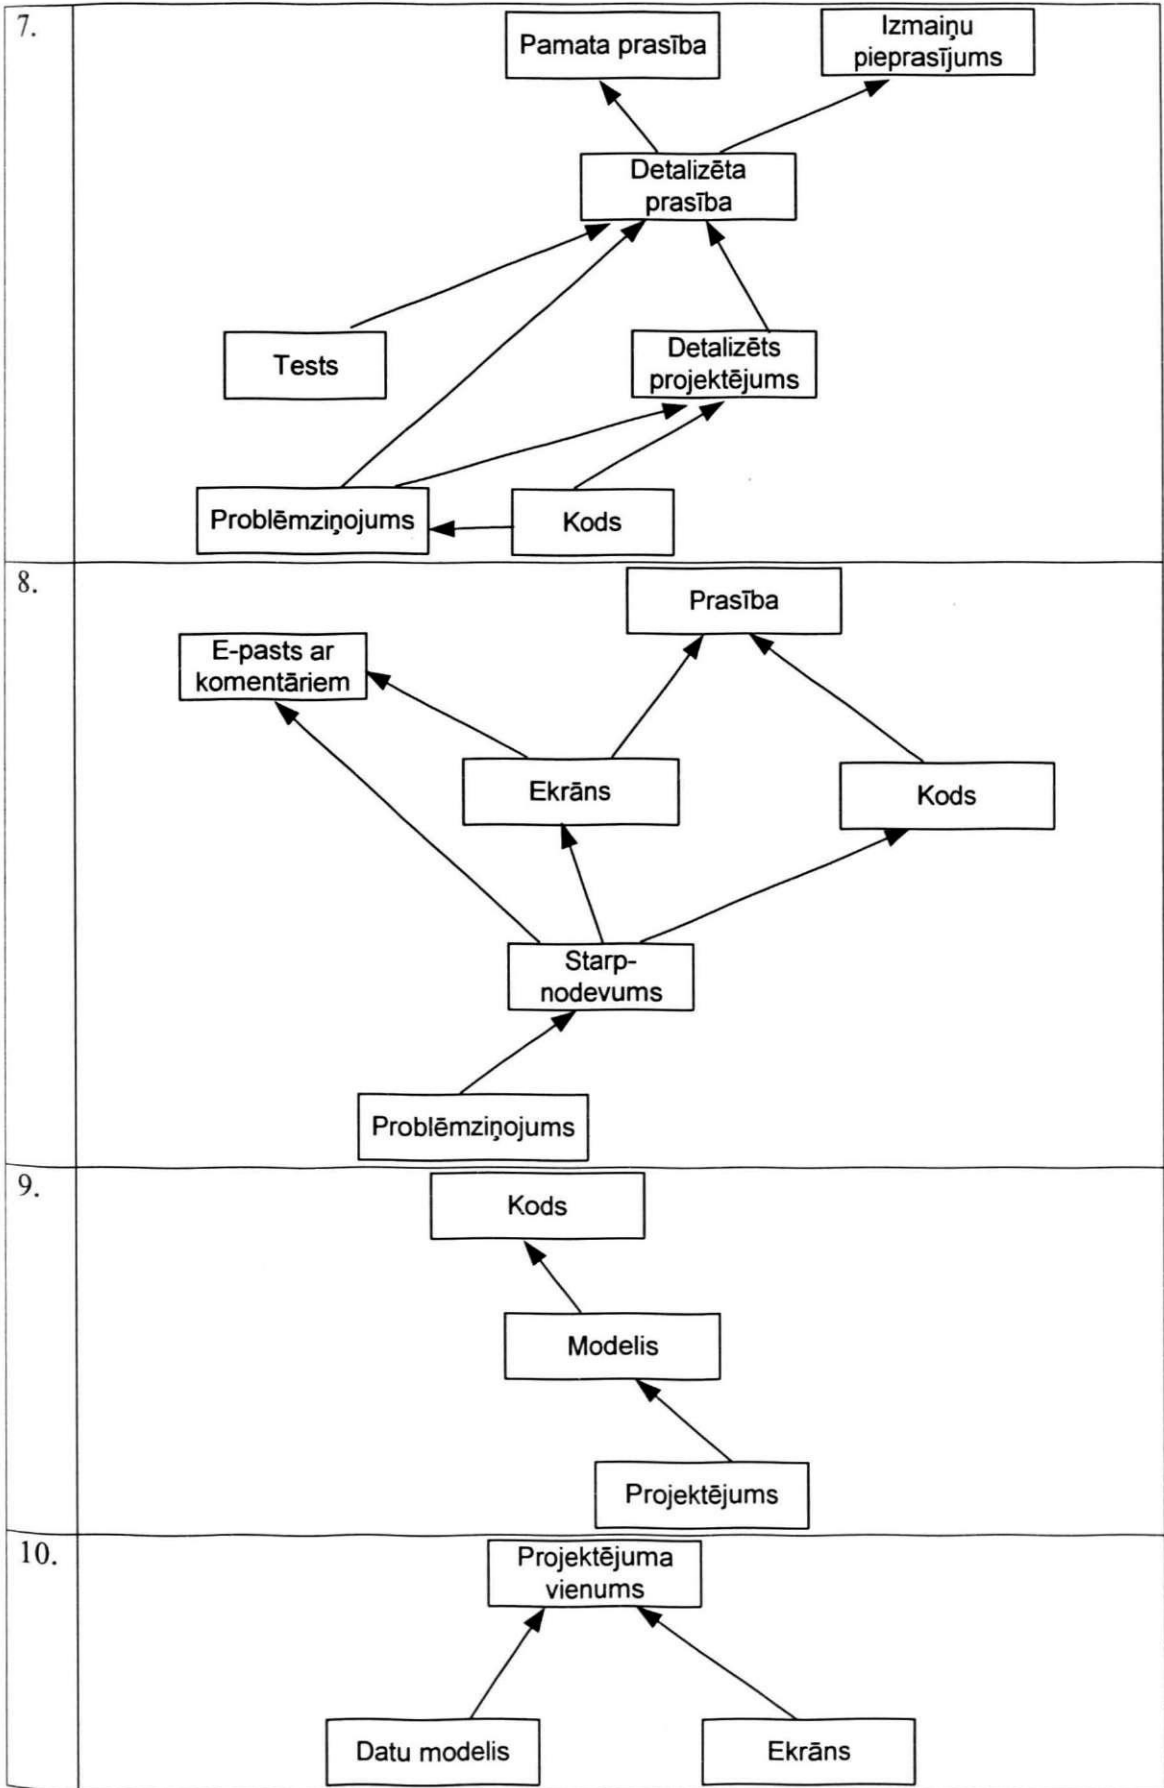 7.
Pamata prasība
Izmaiņu
pieprasījums
Detalizēta
prasība
Tests
Detalizēts
projektējums
Problēmziņojums
Kods
8.
Prasība
E-pasts ar
komentāriem
Ekrāns
Kods
Starp-
nodevums
Problēmziņojums
9.
Kods
Modelis
Projektējums
10.
Projektējuma
vienums
Datu modelis
Ekrāns